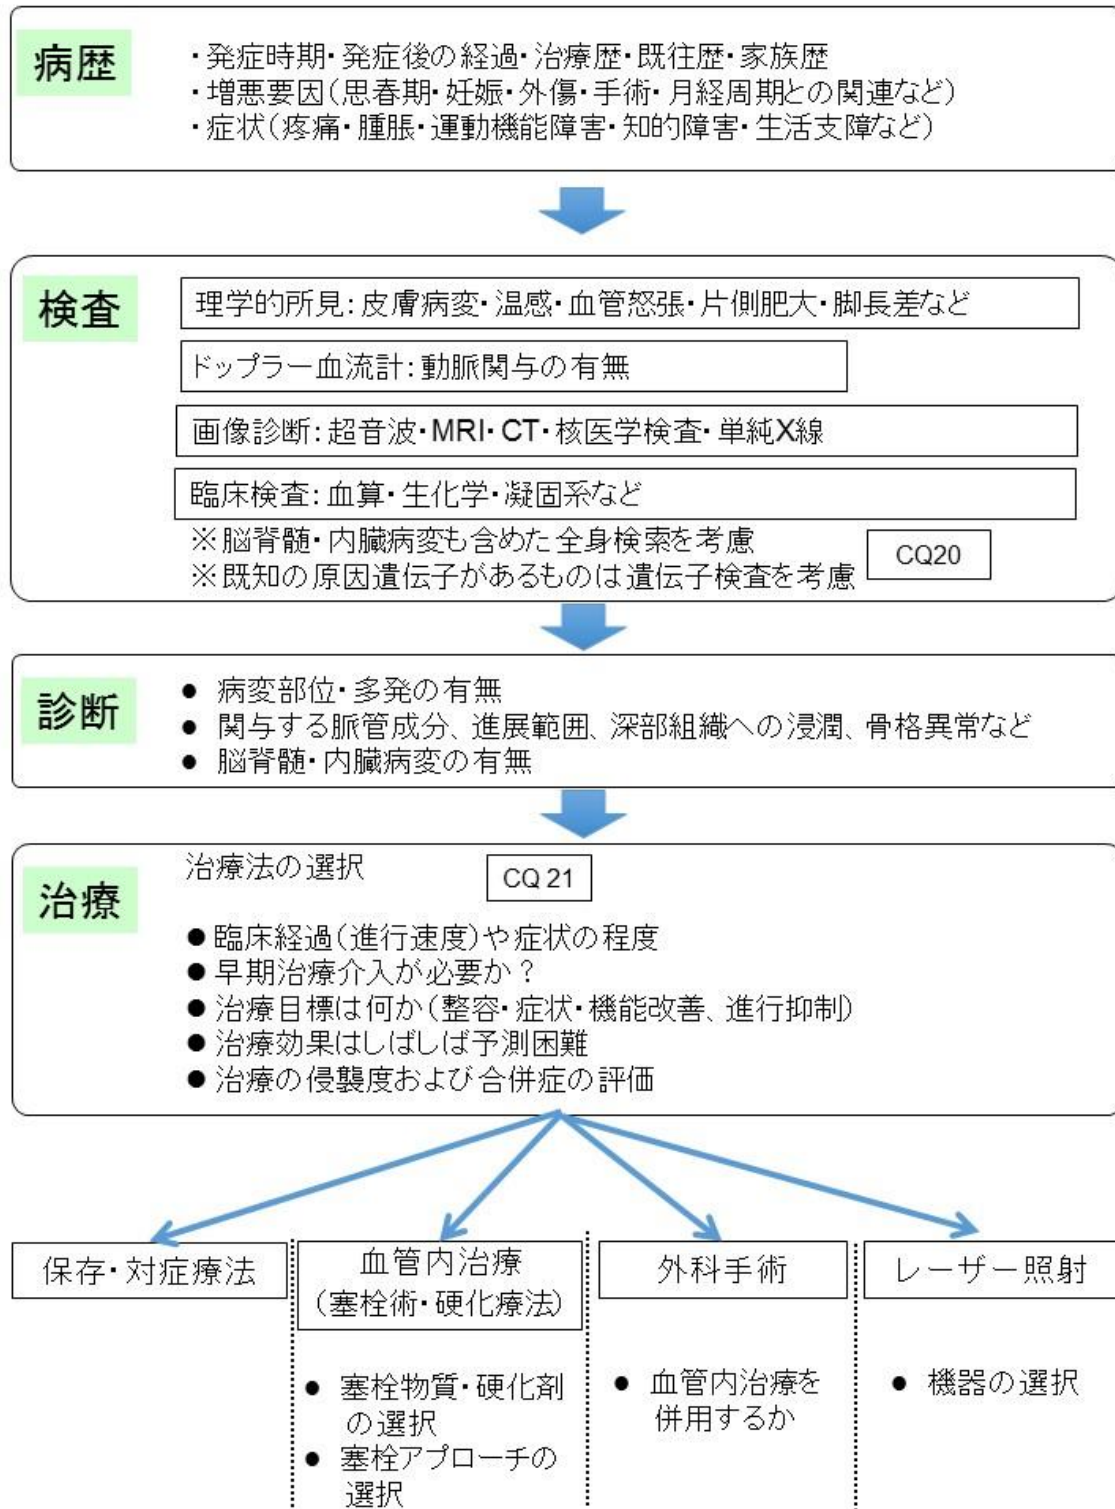 病歴
・発症時期・発症後の経過・治療歴・既往歴・家族歴
・増悪要因(思春期・妊娠・外傷・手術・月経周期との関連など)
・症状(疼痛・腫脹・運動機能障害・知的障害・生活支障など)
検査
理学的所見:皮膚病変・温感・血管怒張・片側肥大・脚長差など
ドップラー血流計:動脈関与の有無
画像診断:超音波・MRI・CT・核医学検査・単純X線
臨床検査:血算・生化学・凝固系など
※脳脊髄・内臓病変も含めた全身検索を考慮
※既知の原因遺伝子があるものは遺伝子検査を考慮
CQ20
診断
● 病変部位・多発の有無
● 関与する脈管成分、進展範囲、深部組織への浸潤、骨格異常など
● 脳脊髄・内臓病変の有無
治療
治療法の選択
CQ 21
●臨床経過(進行速度)や症状の程度
●早期治療介入が必要か?
●治療目標は何か(整容・症状・機能改善、進行抑制)
●治療効果はしばしば予測困難
●治療の侵襲度および合併症の評価
保存・対症療法
血管内治療
(塞栓術・硬化療法)
● 塞栓物質・硬化剤
の選択
● 塞栓アプローチの
選択
外科手術
● 血管内治療を
併用するか
レーザー照射
● 機器の選択